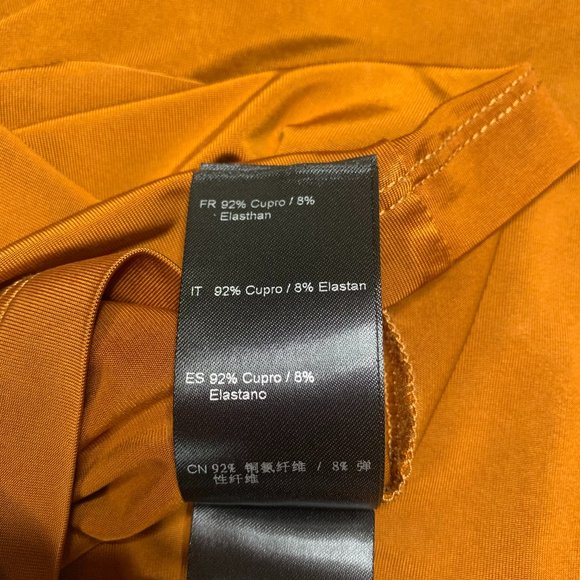 FR 92% Cupro / 8%
Elasthan
IT 92% Cupro / 8% Elastan
ES 92% Cupro / 8%
Elastano
CN 92% 铜氨纤维 / 8% 弹
性纤维